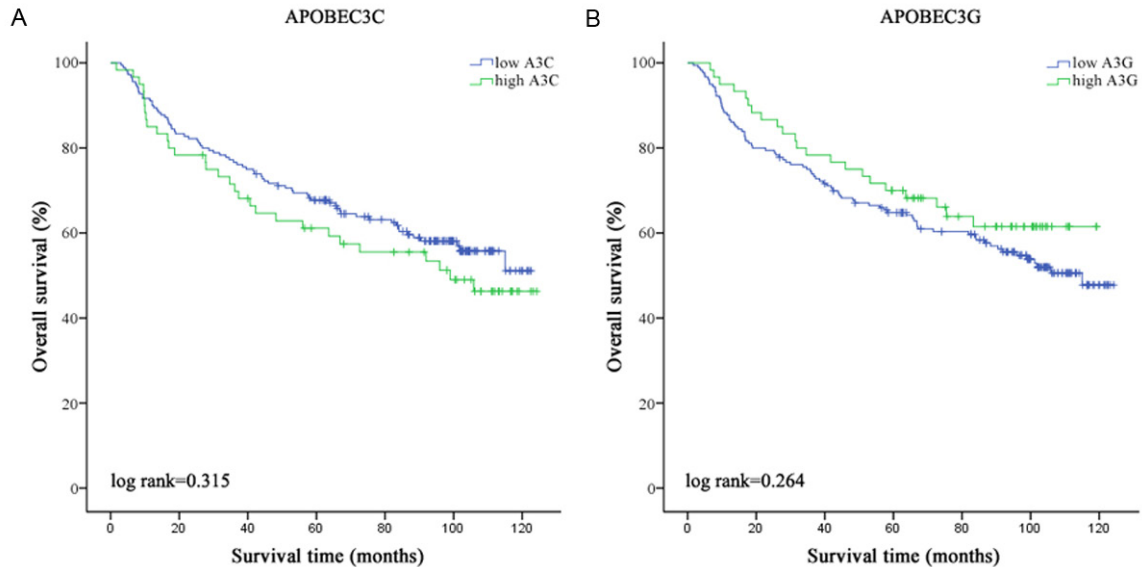 A
APOBEC3C
low A3C
high A3C
Overall survival (%)
100
80
60
40
20
0
log rank=0.315
0 20 40 60 80 100 120
Survival time (months)
B
APOBEC3G
low A3G
high A3G
Overall survival (%)
100
80
60
40
20
0
log rank=0.264
0 20 40 60 80 100 120
Survival time (months)